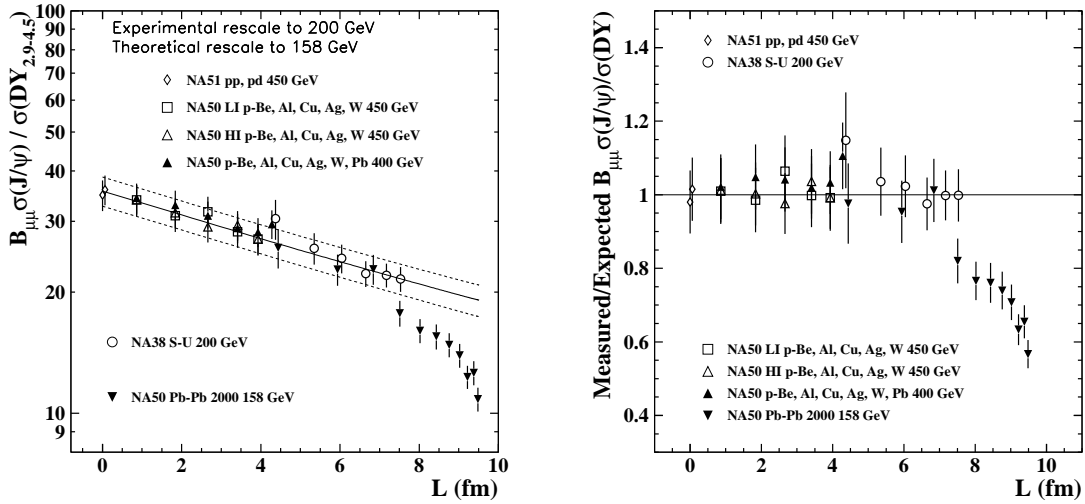 B_μμσ(J/ψ) / σ(DY_2.9-4.5)
100
90
80
70
60
50
40
30
20
10
9
8
Experimental rescale to 200 GeV
Theoretical rescale to 158 GeV
NA51 pp, pd 450 GeV
NA50 LI p-Be, Al, Cu, Ag, W 450 GeV
NA50 HI p-Be, Al, Cu, Ag, W 450 GeV
NA50 p-Be, Al, Cu, Ag, W, Pb 400 GeV
NA38 S-U 200 GeV
NA50 Pb-Pb 2000 158 GeV
0 2 4 6 8 10
L (fm)
Measured/Expected B_μμσ(J/ψ)/σ(DY)
1.4
1.2
1
0.8
0.6
0.4
NA51 pp, pd 450 GeV
NA38 S-U 200 GeV
NA50 LI p-Be, Al, Cu, Ag, W 450 GeV
NA50 HI p-Be, Al, Cu, Ag, W 450 GeV
NA50 p-Be, Al, Cu, Ag, W, Pb 400 GeV
NA50 Pb-Pb 2000 158 GeV
0 2 4 6 8 10
L (fm)